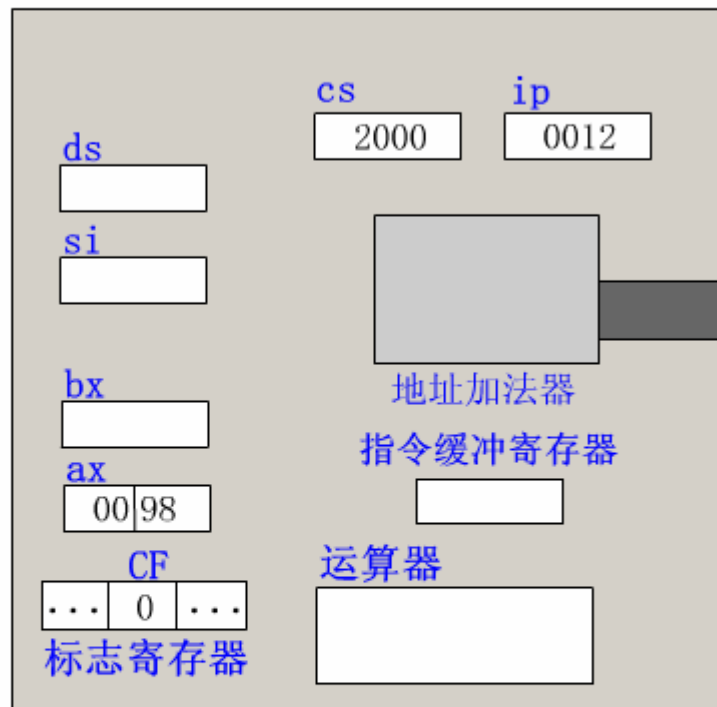 cs ip
2000 0012
ds
si
地址加法器
bx
指令缓冲寄存器
ax
00 98
CF
运算器
... 0 ...
标志寄存器